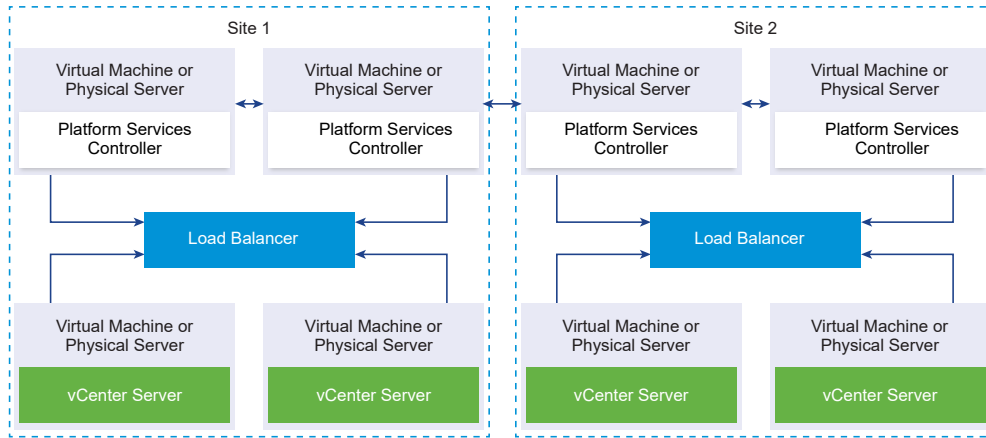 Site 1
Virtual Machine or
Physical Server
Platform Services
Controller
Virtual Machine or
Physical Server
Platform Services
Controller
Load Balancer
Virtual Machine or
Physical Server
vCenter Server
Virtual Machine or
Physical Server
vCenter Server
Site 2
Virtual Machine or
Physical Server
Platform Services
Controller
Virtual Machine or
Physical Server
Platform Services
Controller
Load Balancer
Virtual Machine or
Physical Server
vCenter Server
Virtual Machine or
Physical Server
vCenter Server